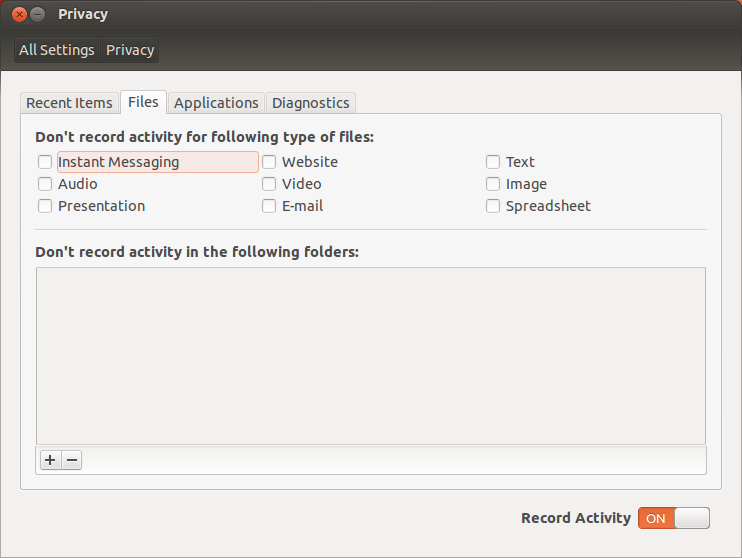 Privacy
All Settings Privacy
Recent Items Files Applications Diagnostics
Don't record activity for following type of files:
Instant Messaging Website Text
Audio Video Image
Presentation E-mail Spreadsheet
Don't record activity in the following folders:
Record Activity ON